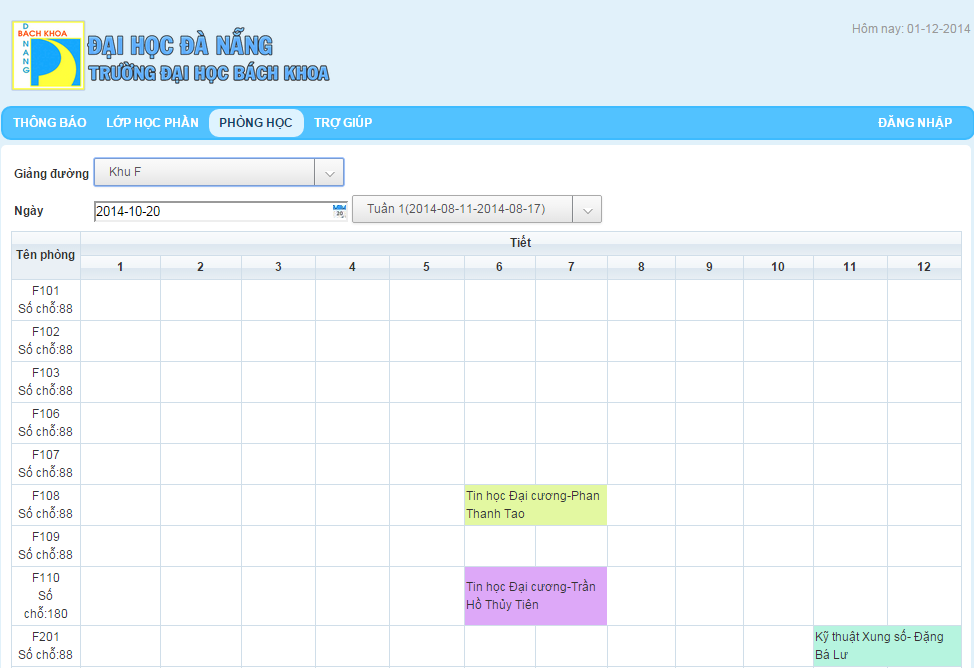 ĐANANG
BÁCH KHOA
ĐẠI HỌC ĐÀ NẴNG
TRƯỜNG ĐẠI HỌC BÁCH KHOA
Hôm nay: 01-12-2014
THÔNG BÁO LỚP HỌC PHẦN PHÒNG HỌC TRỢ GIÚP ĐĂNG NHẬP
Giảng đường Khu F
Ngày 2014-10-20 20 Tuần 1(2014-08-11-2014-08-17)
Tên phòng Tiết
1 2 3 4 5 6 7 8 9 10 11 12
F101
Số chỗ:88
F102
Số chỗ:88
F103
Số chỗ:88
F106
Số chỗ:88
F107
Số chỗ:88
F108
Số chỗ:88
Tin học Đại cương-Phan
Thanh Tao
F109
Số chỗ:88
F110
Số
chỗ:180
Tin học Đại cương-Trần
Hồ Thủy Tiên
F201
Số chỗ:88
Kỹ thuật Xung số- Đặng
Bá Lư